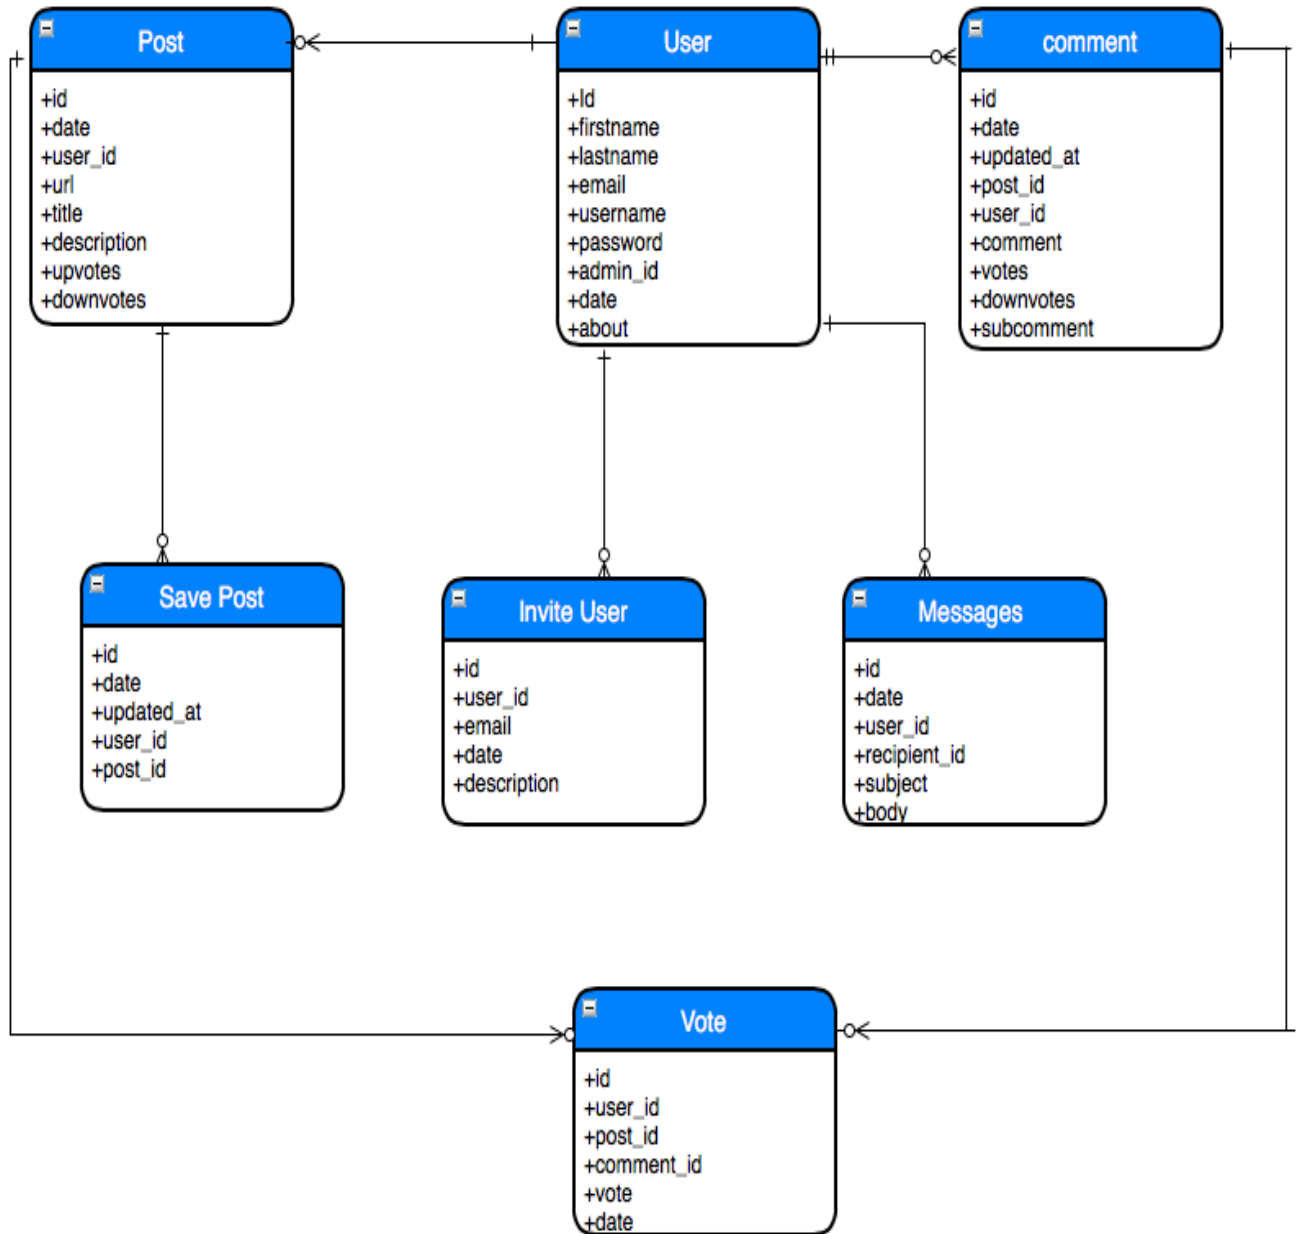 Post
+id
+date
+user_id
+url
+title
+description
+upvotes
+downvotes
User
+Id
+firstname
+lastname
+email
+username
+password
+admin_id
+date
+about
comment
+id
+date
+updated_at
+post_id
+user_id
+comment
+votes
+downvotes
+subcomment
Save Post
+id
+date
+updated_at
+user_id
+post_id
Invite User
+id
+user_id
+email
+date
+description
Messages
+id
+date
+user_id
+recipient_id
+subject
+body
Vote
+id
+user_id
+post_id
+comment_id
+vote
+date